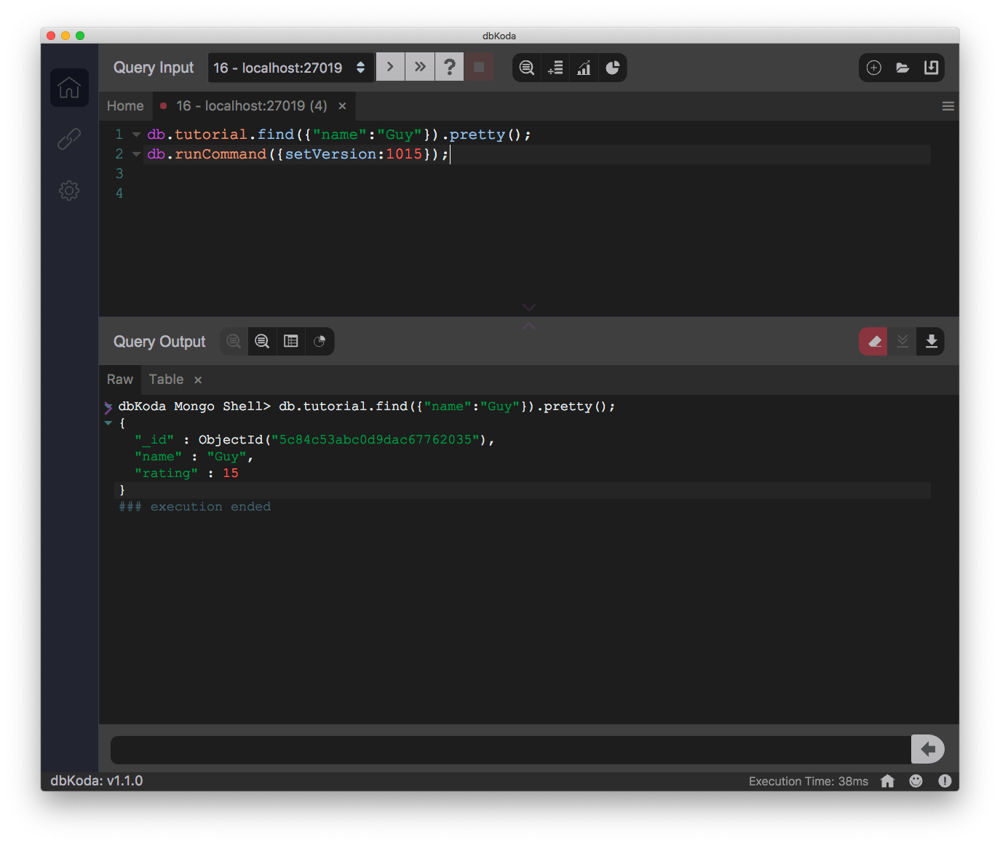 dbKoda
Query Input
16 - localhost:27019
?
Home
16 - localhost:27019 (4) ×
1 db.tutorial.find({"name":"Guy"}).pretty();
2 db.runCommand({setVersion:1015});
3
4
Query Output
Raw
Table ×
dbKoda Mongo Shell> db.tutorial.find({"name":"Guy"}).pretty();
{
"_id" : ObjectId("5c84c53abc0d9dac67762035"),
"name" : "Guy",
"rating" : 15
}
### execution ended
dbKoda: v1.1.0
Execution Time: 38ms